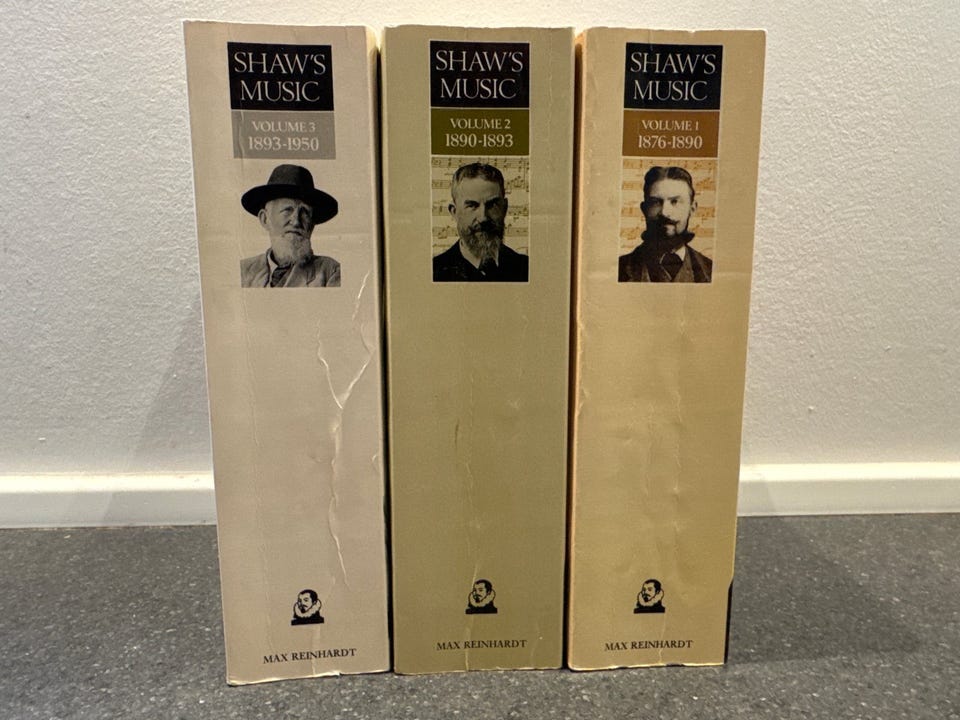 SHAW'S
MUSIC
VOLUME 3
1893-1950
MAX REINHARDT
SHAW'S
MUSIC
VOLUME 2
1890-1893
MAX REINHARDT
SHAW'S
MUSIC
VOLUME 1
1876-1890
MAX REINHARDT